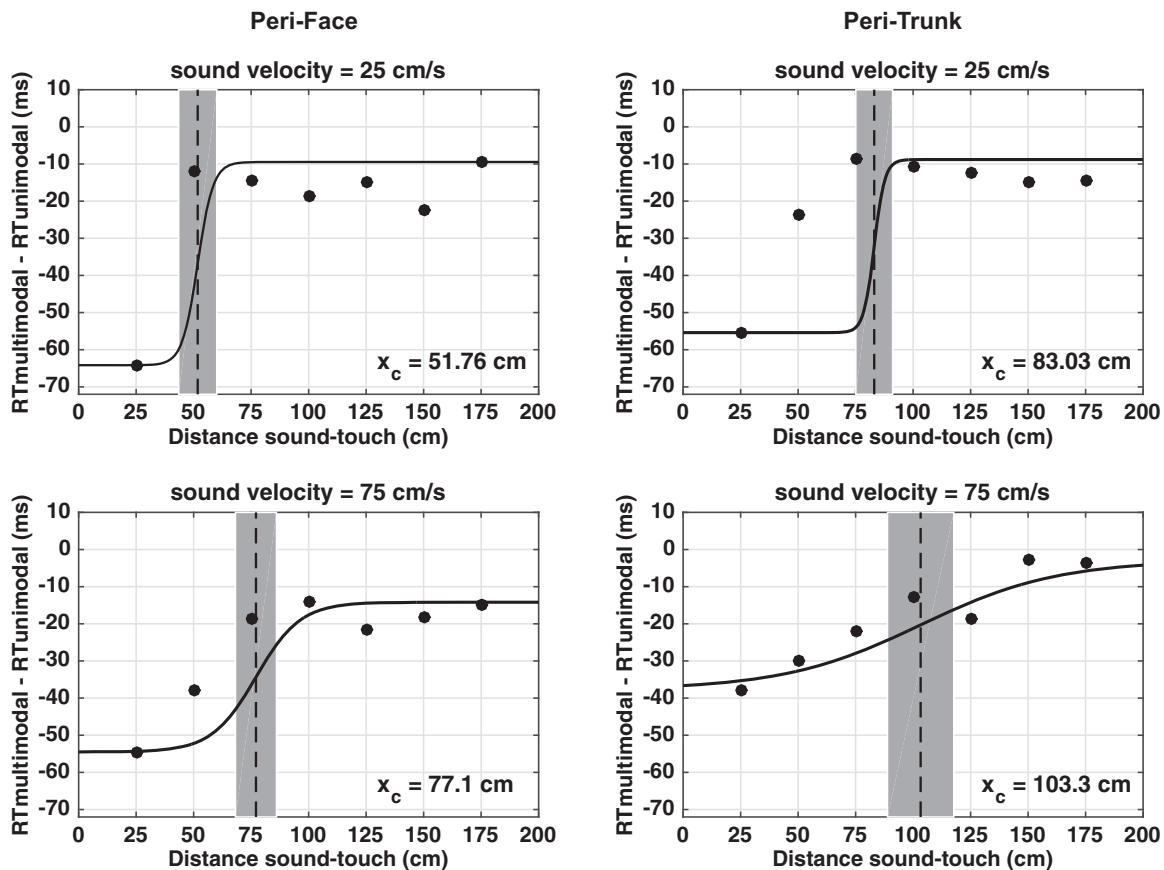 Peri-Face
Peri-Trunk
sound velocity = 25 cm/s
RTmultimodal - RTunimodal (ms)
10
0
-10
-20
-30
-40
-50
-60
-70
x_c = 51.76 cm
0 25 50 75 100 125 150 175 200
Distance sound-touch (cm)
sound velocity = 25 cm/s
RTmultimodal - RTunimodal (ms)
10
0
-10
-20
-30
-40
-50
-60
-70
x_c = 83.03 cm
0 25 50 75 100 125 150 175 200
Distance sound-touch (cm)
sound velocity = 75 cm/s
RTmultimodal - RTunimodal (ms)
10
0
-10
-20
-30
-40
-50
-60
-70
x_c = 77.1 cm
0 25 50 75 100 125 150 175 200
Distance sound-touch (cm)
sound velocity = 75 cm/s
RTmultimodal - RTunimodal (ms)
10
0
-10
-20
-30
-40
-50
-60
-70
x_c = 103.3 cm
0 25 50 75 100 125 150 175 200
Distance sound-touch (cm)